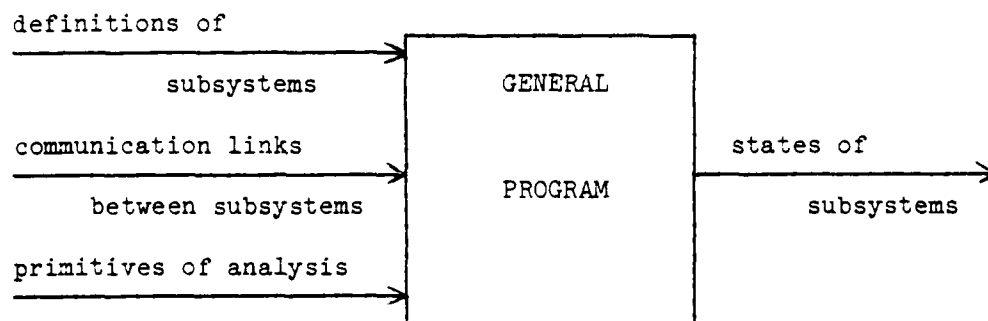 definitions of
subsystems
GENERAL
communication links
states of
PROGRAM
between subsystems
subsystems
primitives of analysis